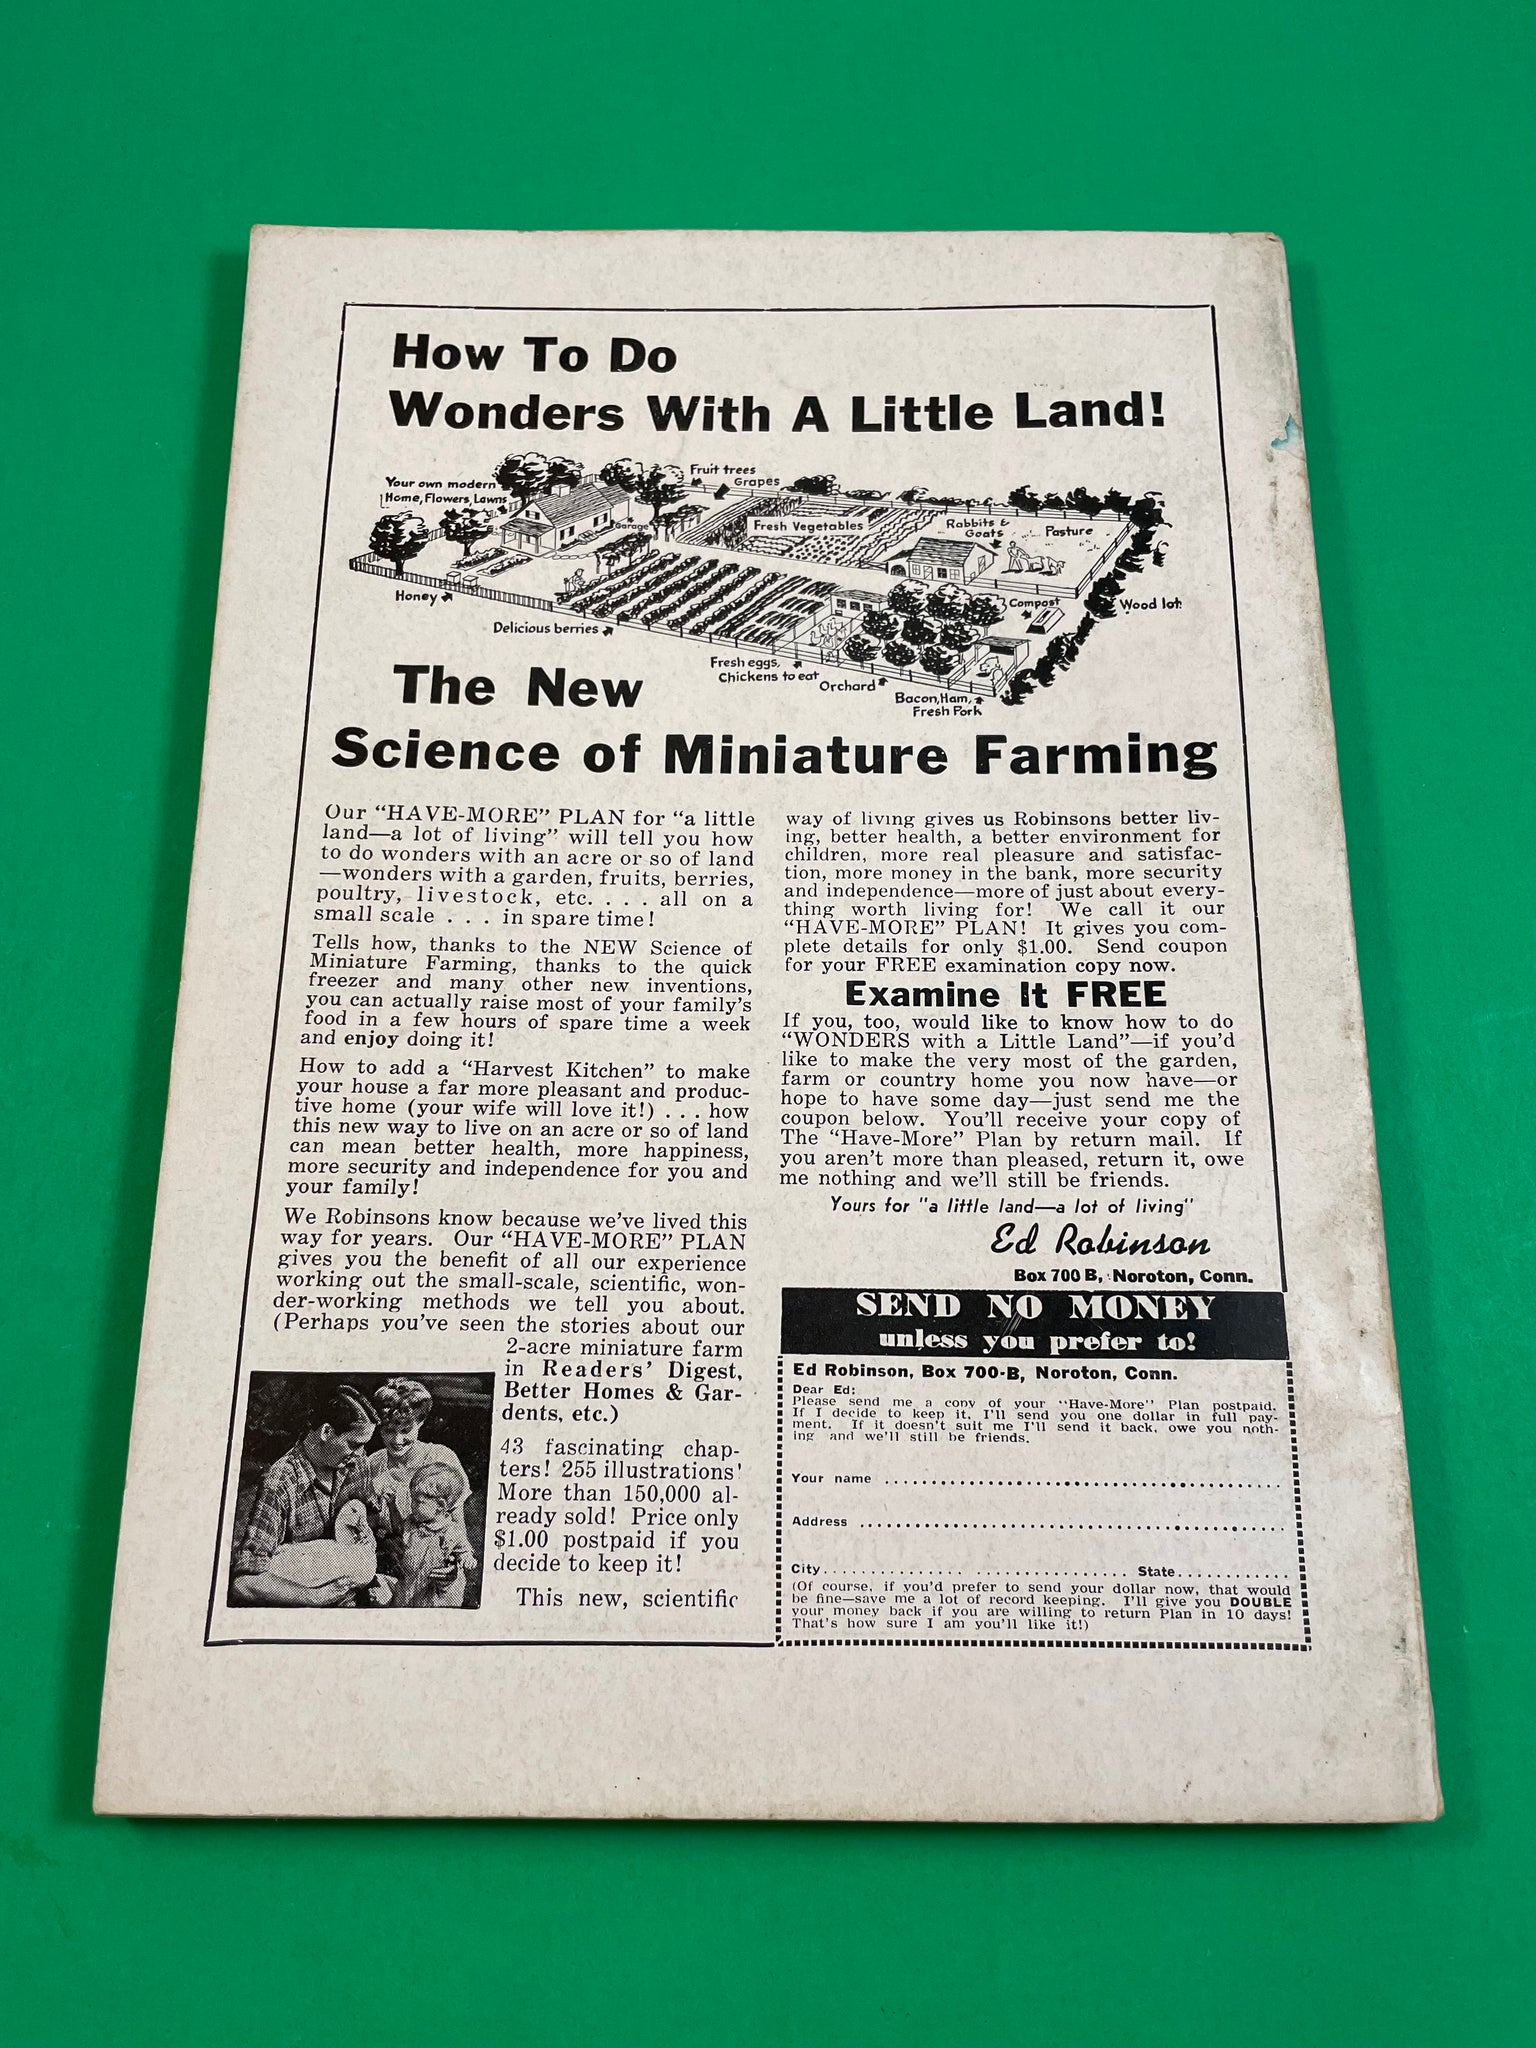 How To Do
Wonders With A Little Land!
Your own modern
Home, Flowers, Lawns
Fruit trees
Grapes
Garage
Fresh Vegetables
Rabbits &
Goats
Pasture
Honey
Delicious berries
Compost
Wood lot
Fresh eggs,
Chickens to eat
Orchard
Bacon, Ham,
Fresh Pork
The New
Science of Miniature Farming
Our "HAVE-MORE" PLAN for "a little
land—a lot of living" will tell you how
to do wonders with an acre or so of land
—wonders with a garden, fruits, berries,
poultry, livestock, etc. . . . all on a
small scale . . . in spare time!
Tells how, thanks to the NEW Science of
Miniature Farming, thanks to the quick
freezer and many other new inventions,
you can actually raise most of your family's
food in a few hours of spare time a week
and enjoy doing it!
How to add a "Harvest Kitchen" to make
your house a far more pleasant and produc-
tive home (your wife will love it!) . . . how
this new way to live on an acre or so of land
can mean better health, more happiness,
more security and independence for you and
your family!
We Robinsons know because we've lived this
way for years. Our "HAVE-MORE" PLAN
gives you the benefit of all our experience
working out the small-scale, scientific, won-
der-working methods we tell you about.
(Perhaps you've seen the stories about our
2-acre miniature farm
in Readers' Digest,
Better Homes & Gar-
dens, etc.)
43 fascinating chap-
ters! 255 illustrations!
More than 150,000 al-
ready sold! Price only
$1.00 postpaid if you
decide to keep it!
This new, scientific
way of living gives us Robinsons better liv-
ing, better health, a better environment for
children, more real pleasure and satisfac-
tion, more money in the bank, more security
and independence—more of just about every-
thing worth living for! We call it our
"HAVE-MORE" PLAN! It gives you com-
plete details for only $1.00. Send coupon
for your FREE examination copy now.
Examine It FREE
If you, too, would like to know how to do
"WONDERS with a Little Land"—if you'd
like to make the very most of the garden,
farm or country home you now have—or
hope to have some day—just send me the
coupon below. You'll receive your copy of
The "Have-More" Plan by return mail. If
you aren't more than pleased, return it, owe
me nothing and we'll still be friends.
Yours for "a little land—a lot of living"
Ed Robinson
Box 700 B, Noroton, Conn.
SEND NO MONEY
unless you prefer to!
Ed Robinson, Box 700-B, Noroton, Conn.
Dear Ed:
Please send me a copy of your "Have-More" Plan postpaid.
If I decide to keep it, I'll send you one dollar in full pay-
ment. If it doesn't suit me I'll send it back, owe you noth-
ing and we'll still be friends.
Your name ........................................
Address ........................................
City.............................. State............
(Of course, if you'd prefer to send your dollar now, that would
be fine—save me a lot of record keeping. I'll give you DOUBLE
your money back if you are willing to return Plan in 10 days!
That's how sure I am you'll like it!)